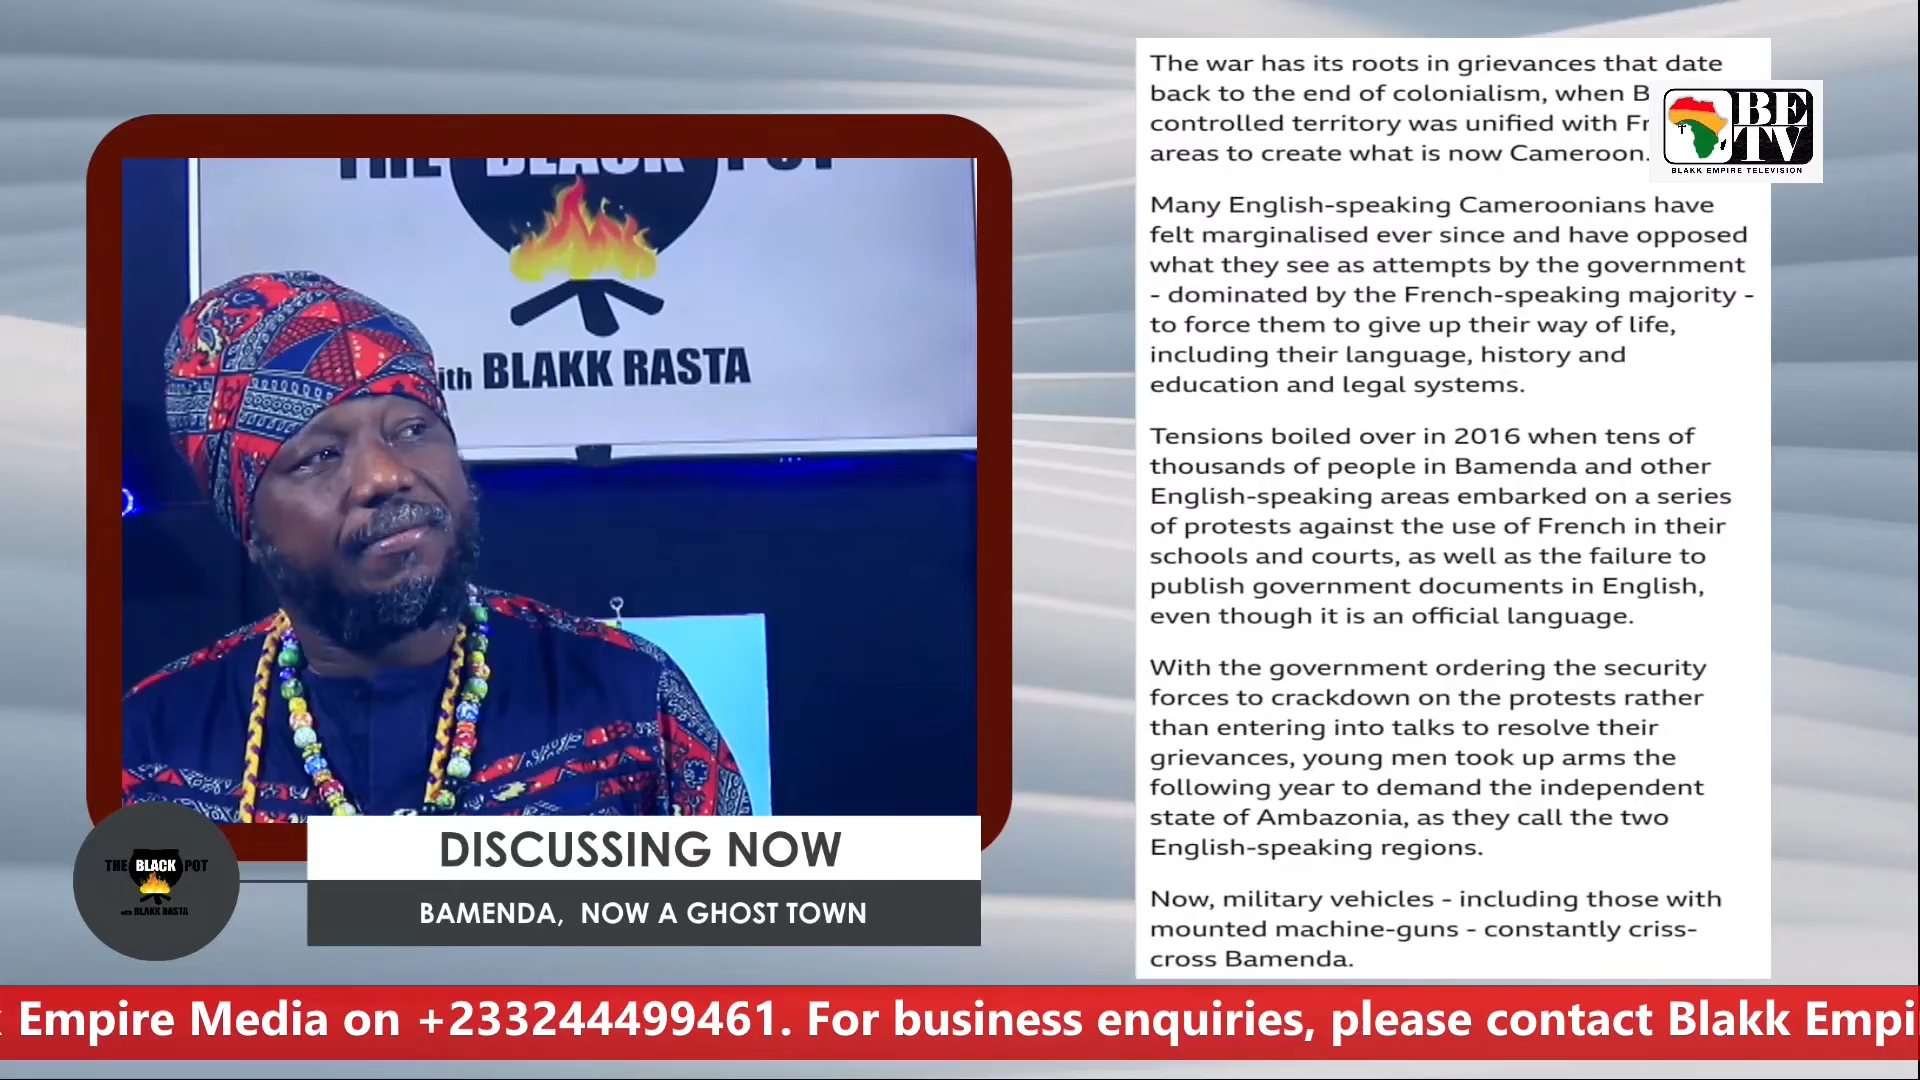 THE BLACK POT
ith BLAKK RASTA
The war has its roots in grievances that date
back to the end of colonialism, when B
controlled territory was unified with Fr
areas to create what is now Cameroon.
Many English-speaking Cameroonians have
felt marginalised ever since and have opposed
what they see as attempts by the government
- dominated by the French-speaking majority -
to force them to give up their way of life,
including their language, history and
education and legal systems.
Tensions boiled over in 2016 when tens of
thousands of people in Bamenda and other
English-speaking areas embarked on a series
of protests against the use of French in their
schools and courts, as well as the failure to
publish government documents in English,
even though it is an official language.
With the government ordering the security
forces to crackdown on the protests rather
than entering into talks to resolve their
grievances, young men took up arms the
following year to demand the independent
state of Ambazonia, as they call the two
English-speaking regions.
Now, military vehicles - including those with
mounted machine-guns - constantly criss-
cross Bamenda.
BE
TV
BLAKK EMPIRE TELEVISION
THE BLACK POT
with BLAKK RASTA
DISCUSSING NOW
BAMENDA, NOW A GHOST TOWN
k Empire Media on +233244499461. For business enquiries, please contact Blakk Empi